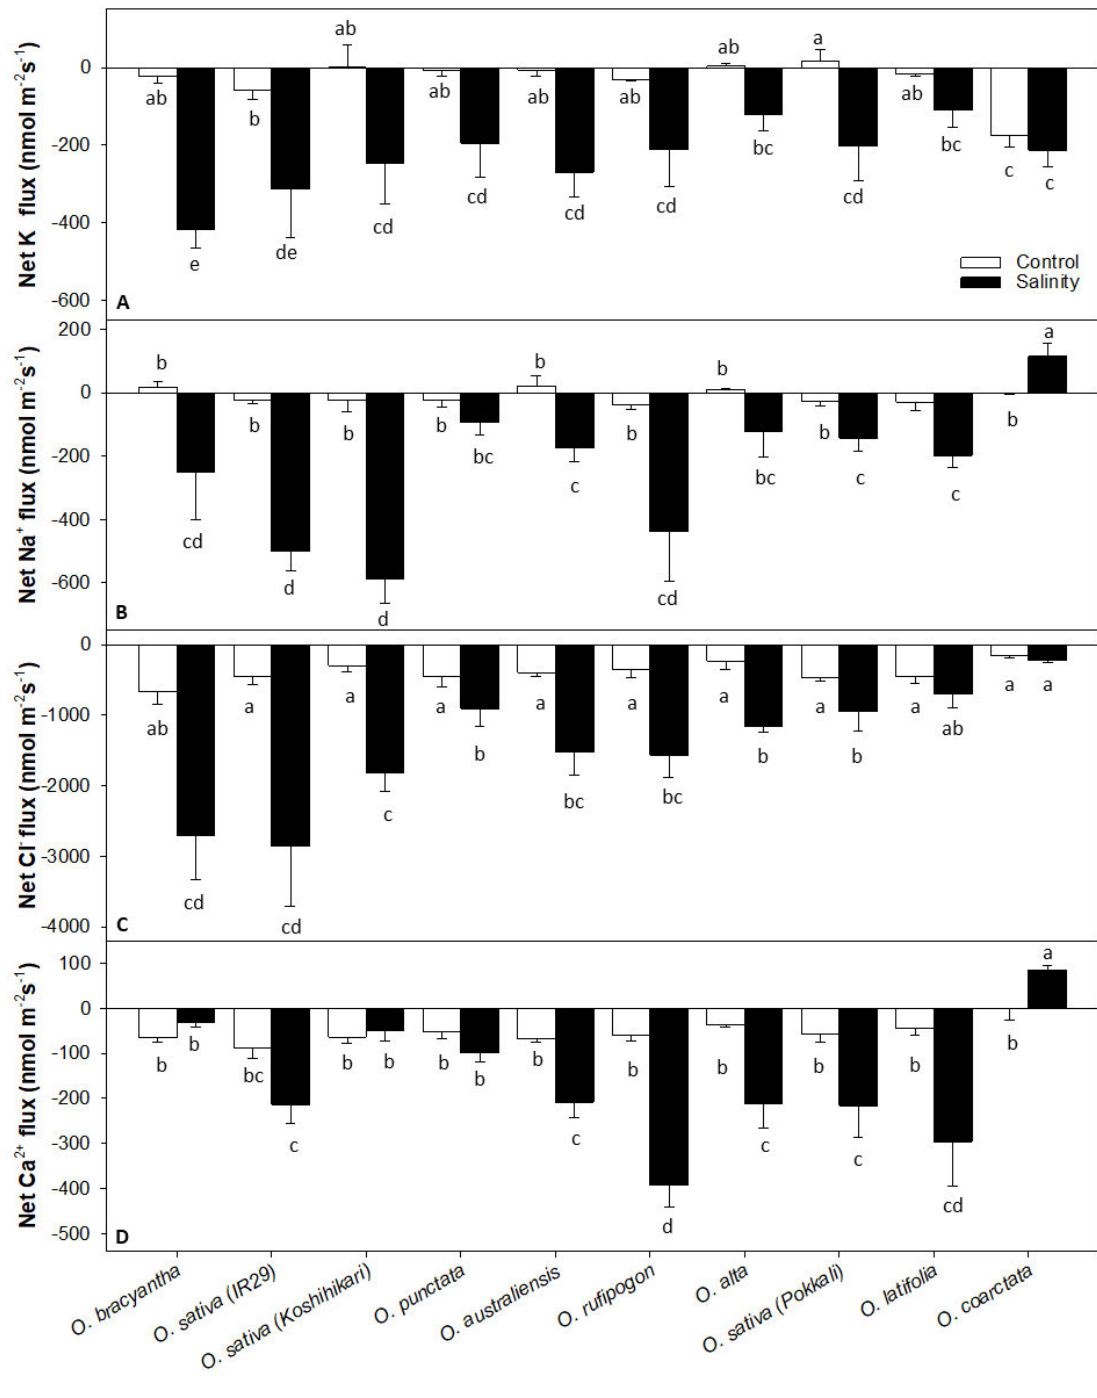 Net K flux (nmol m-2s-1)
0
-200
-400
-600
ab
e
b
de
ab
cd
ab
cd
ab
cd
ab
cd
ab
bc
a
cd
ab
bc
c
c
Control
Salinity
A
Net Na+ flux (nmol m-2s-1)
200
0
-200
-400
-600
b
cd
b
d
b
d
b
bc
b
c
b
cd
b
bc
b
c
c
b
a
B
Net Cl- flux (nmol m-2s-1)
0
-1000
-2000
-3000
-4000
ab
cd
a
cd
a
c
a
b
a
bc
a
bc
a
b
a
b
a
ab
a
a
C
Net Ca2+ flux (nmol m-2s-1)
100
0
-100
-200
-300
-400
-500
b
b
bc
c
b
b
b
b
b
c
b
d
b
c
b
c
b
cd
b
a
D
O. bracyantha
O. sativa (IR29)
O. sativa (Koshihikari)
O. punctata
O. australiensis
O. rufipogon
O. alta
O. sativa (Pokkali)
O. latifolia
O. coarctata